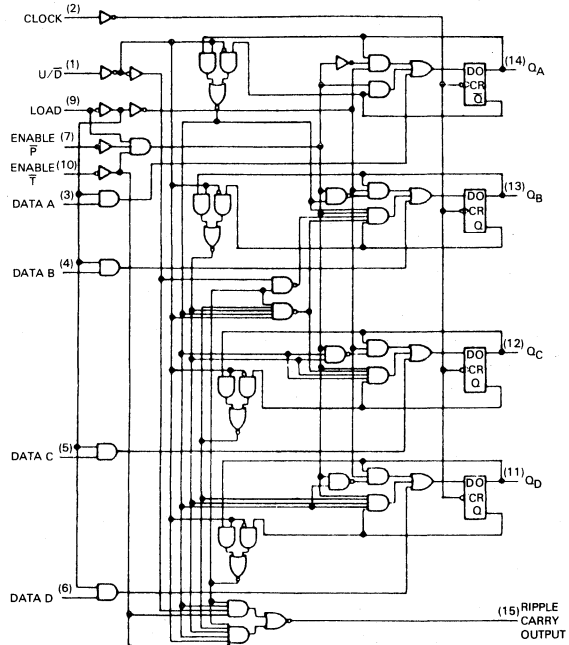 CLOCK (2)
U/D̅ (1)
LOAD (9)
ENABLE (7)
P̅
ENABLE (10)
T̅
DATA A (3)
DATA B (4)
DATA C (5)
DATA D (6)
DO
CR
Q̅
(14) QA
DO
CR
Q
(13) QB
DO
CR
Q
(12) QC
DO
CR
Q
(11) QD
(15) RIPPLE
CARRY
OUTPUT